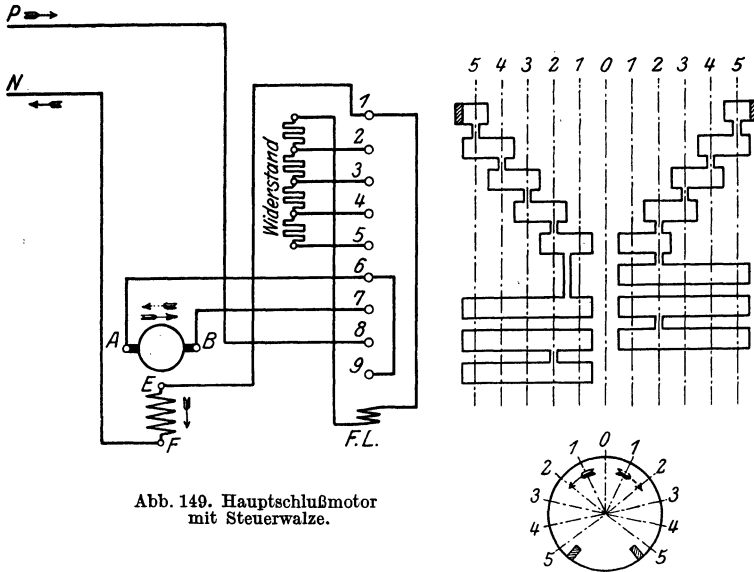 P
N
Widerstand
1
2
3
4
5
6
7
8
9
A
B
E
F
F.L.
5 4 3 2 1 0 1 2 3 4 5
0
1 1
2 2
3 3
4 4
5 5
Abb. 149. Hauptschlußmotor
mit Steuerwalze.